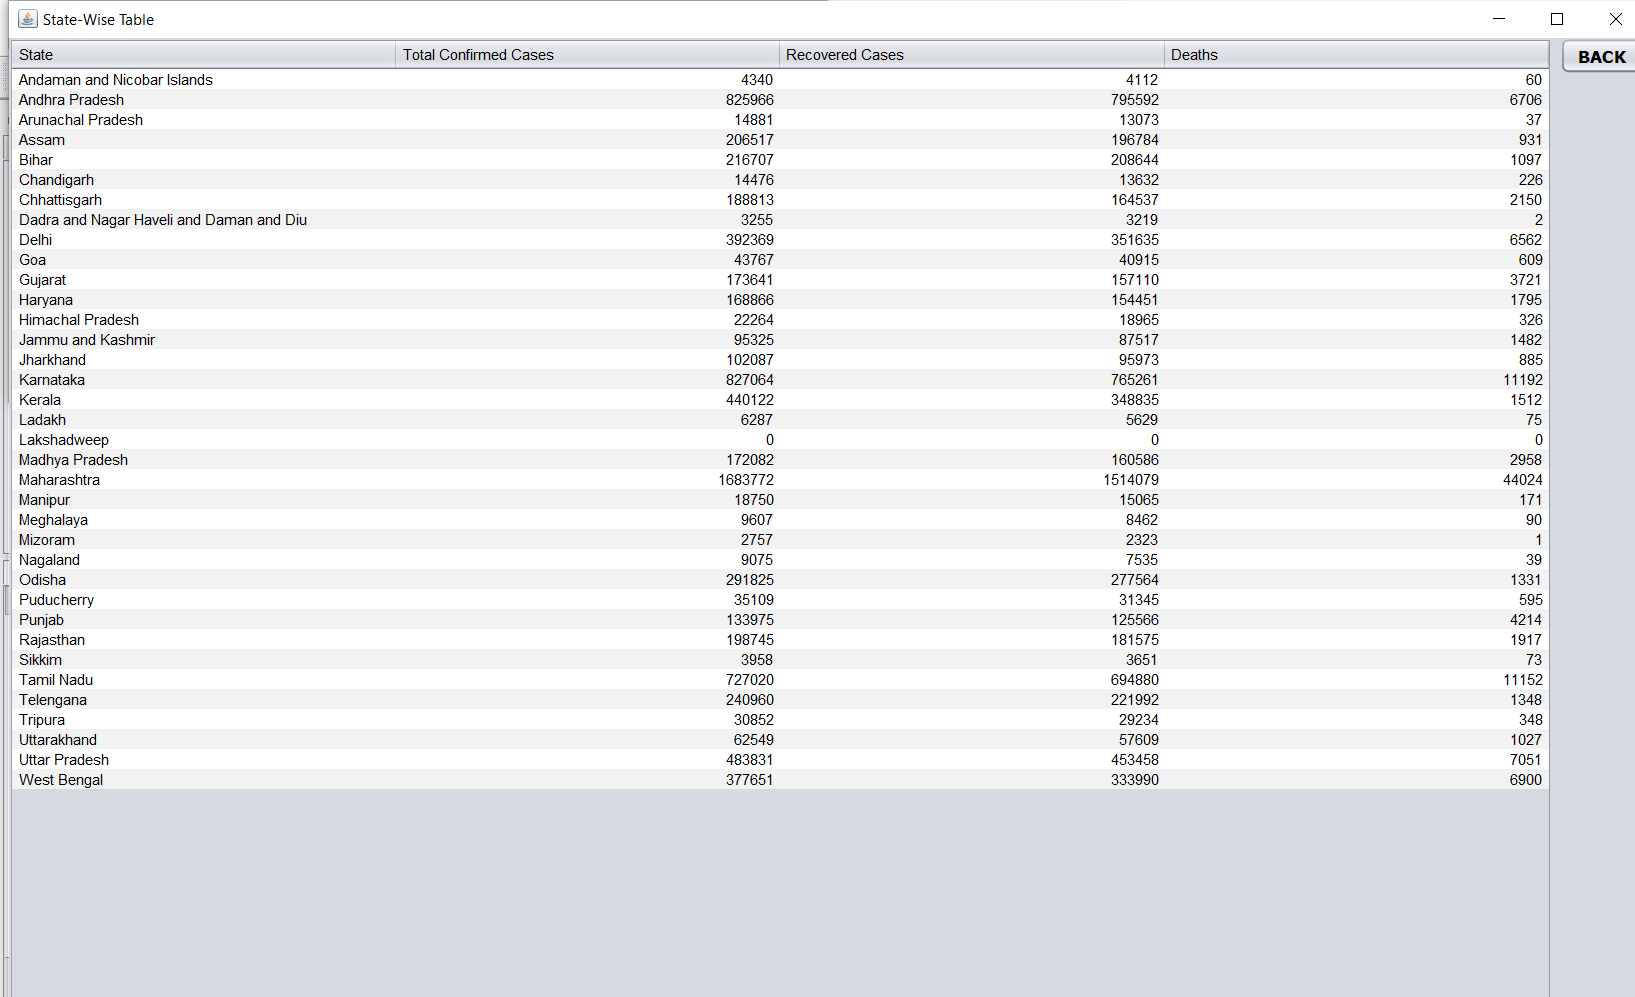 State-Wise Table
State Total Confirmed Cases Recovered Cases Deaths BACK
Andaman and Nicobar Islands 4340 4112 60
Andhra Pradesh 825966 795592 6706
Arunachal Pradesh 14881 13073 37
Assam 206517 196784 931
Bihar 216707 208644 1097
Chandigarh 14476 13632 226
Chhattisgarh 188813 164537 2150
Dadra and Nagar Haveli and Daman and Diu 3255 3219 2
Delhi 392369 351635 6562
Goa 43767 40915 609
Gujarat 173641 157110 3721
Haryana 168866 154451 1795
Himachal Pradesh 22264 18965 326
Jammu and Kashmir 95325 87517 1482
Jharkhand 102087 95973 885
Karnataka 827064 765261 11192
Kerala 440122 348835 1512
Ladakh 6287 5629 75
Lakshadweep 0 0 0
Madhya Pradesh 172082 160586 2958
Maharashtra 1683772 1514079 44024
Manipur 18750 15065 171
Meghalaya 9607 8462 90
Mizoram 2757 2323 1
Nagaland 9075 7535 39
Odisha 291825 277564 1331
Puducherry 35109 31345 595
Punjab 133975 125566 4214
Rajasthan 198745 181575 1917
Sikkim 3958 3651 73
Tamil Nadu 727020 694880 11152
Telengana 240960 221992 1348
Tripura 30852 29234 348
Uttarakhand 62549 57609 1027
Uttar Pradesh 483831 453458 7051
West Bengal 377651 333990 6900